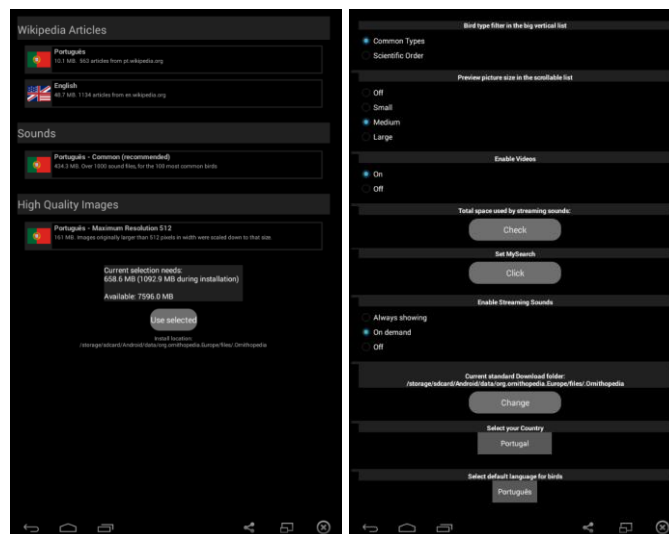 Wikipedia Articles
Português
10.1 MB. 963 articles from pt.wikipedia.org
English
48.7 MB. 1134 articles from en.wikipedia.org
Sounds
Português - Common (recommended)
434.3 MB. Over 1000 sound files, for the 100 most common birds
High Quality Images
Português - Maximum Resolution 512
161 MB. Images originally larger than 512 pixels in width were scaled down to that size
Current selection needs:
658.6 MB (1092.9 MB during installation)
Available: 7596.0 MB
Use selected
Install location:
/storage/sdcard/Android/data/org.ornithopedia.Europe/files/.Ornithopedia
Bird type filter in the big vertical list
Common Types
Scientific Order
Preview picture size in the scrollable list
Off
Small
Medium
Large
Enable Videos
On
Off
Total space used by streaming sounds:
Check
Set MySearch
Click
Enable Streaming Sounds
Always showing
On demand
Off
Current standard Download folder:
/storage/sdcard/Android/data/org.ornithopedia.Europe/files/.Ornithopedia
Change
Select your Country
Portugal
Select default language for birds
Português